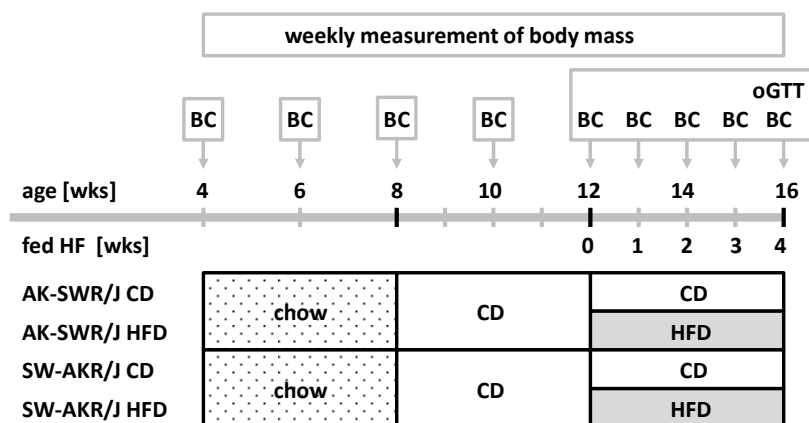 weekly measurement of body mass
oGTT
BC BC BC BC BC BC BC BC BC
age [wks] 4 6 8 10 12 14 16
fed HF [wks] 0 1 2 3 4
AK-SWR/J CD CD
chow CD
AK-SWR/J HFD HFD
SW-AKR/J CD CD
chow CD
SW-AKR/J HFD HFD